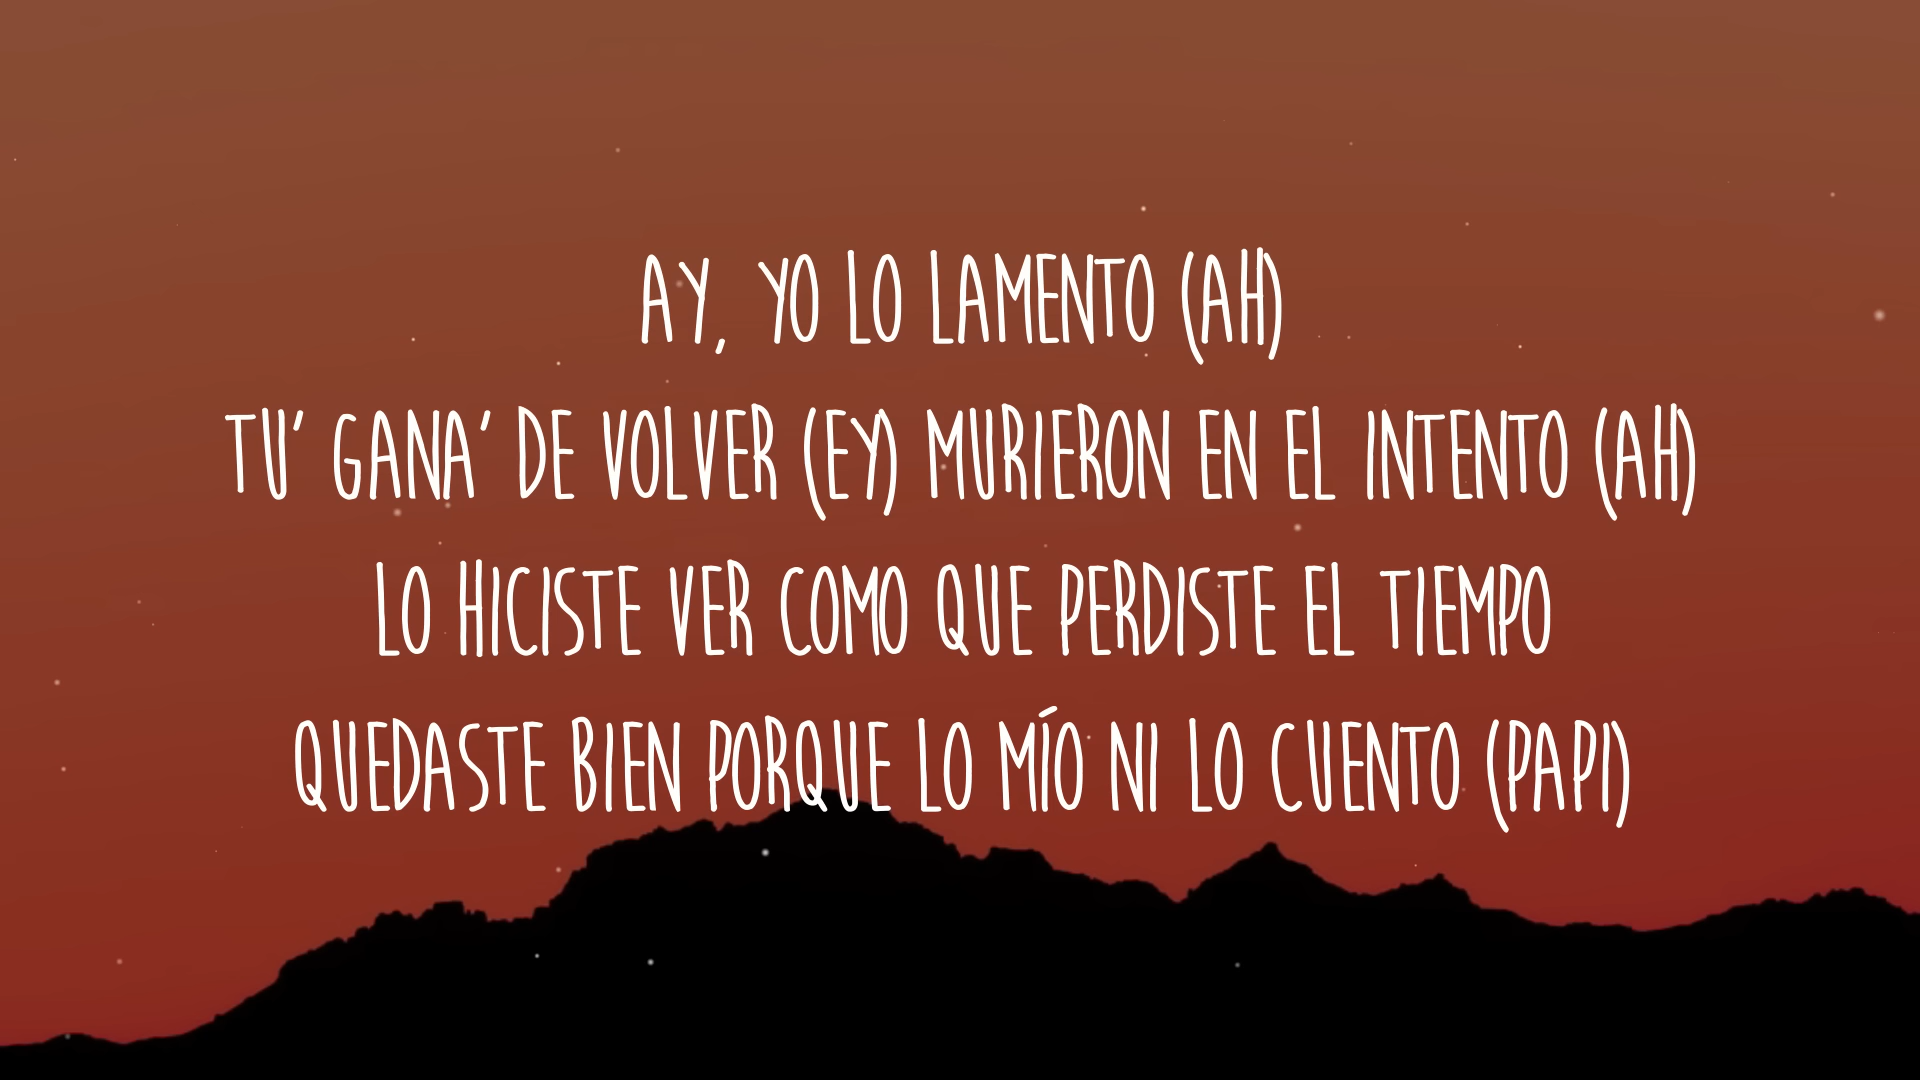 AY, YO LO LAMENTO (AH)
TU' GANA' DE VOLVER (EY) MURIERON EN EL INTENTO (AH)
LO HICISTE VER COMO QUE PERDISTE EL TIEMPO
QUEDASTE BIEN PORQUE LO MÍO NI LO CUENTO (PAPI)